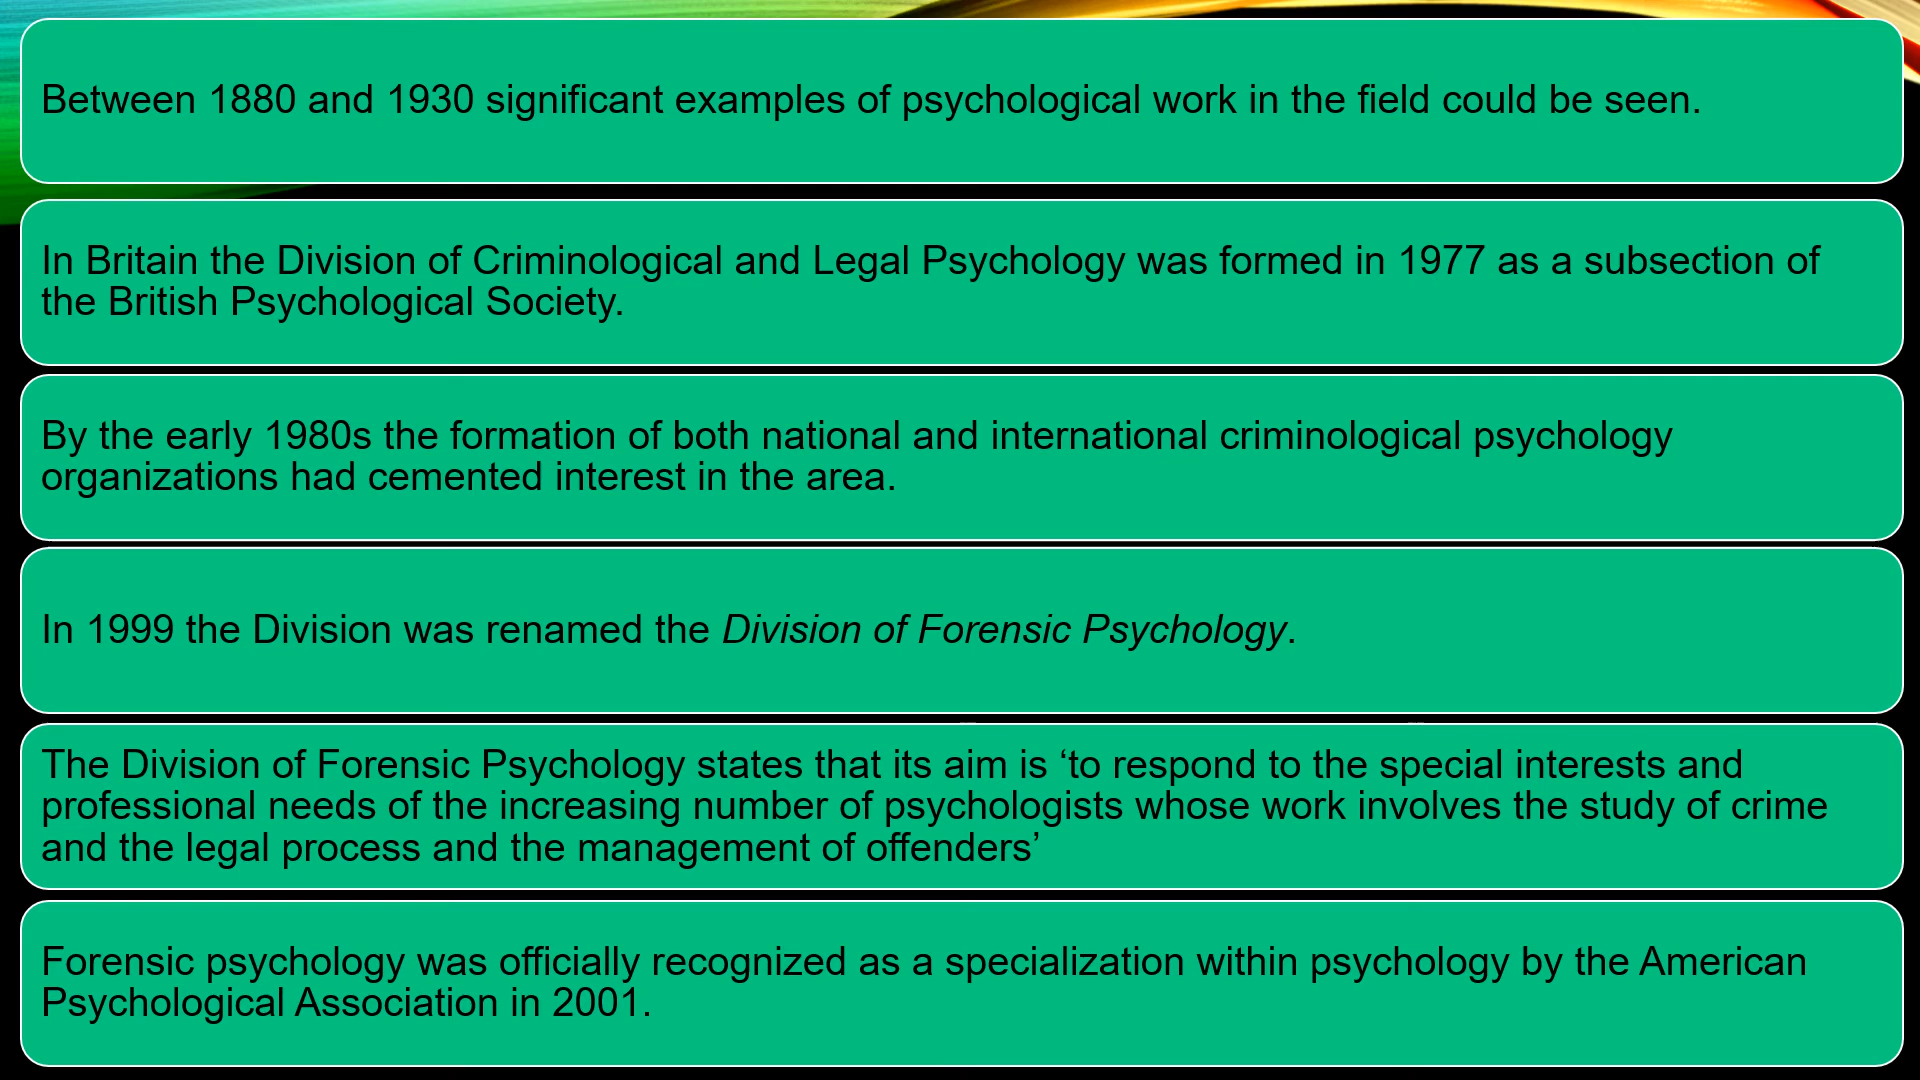 Between 1880 and 1930 significant examples of psychological work in the field could be seen.
In Britain the Division of Criminological and Legal Psychology was formed in 1977 as a subsection of
the British Psychological Society.
By the early 1980s the formation of both national and international criminological psychology
organizations had cemented interest in the area.
In 1999 the Division was renamed the Division of Forensic Psychology.
The Division of Forensic Psychology states that its aim is ‘to respond to the special interests and
professional needs of the increasing number of psychologists whose work involves the study of crime
and the legal process and the management of offenders’
Forensic psychology was officially recognized as a specialization within psychology by the American
Psychological Association in 2001.